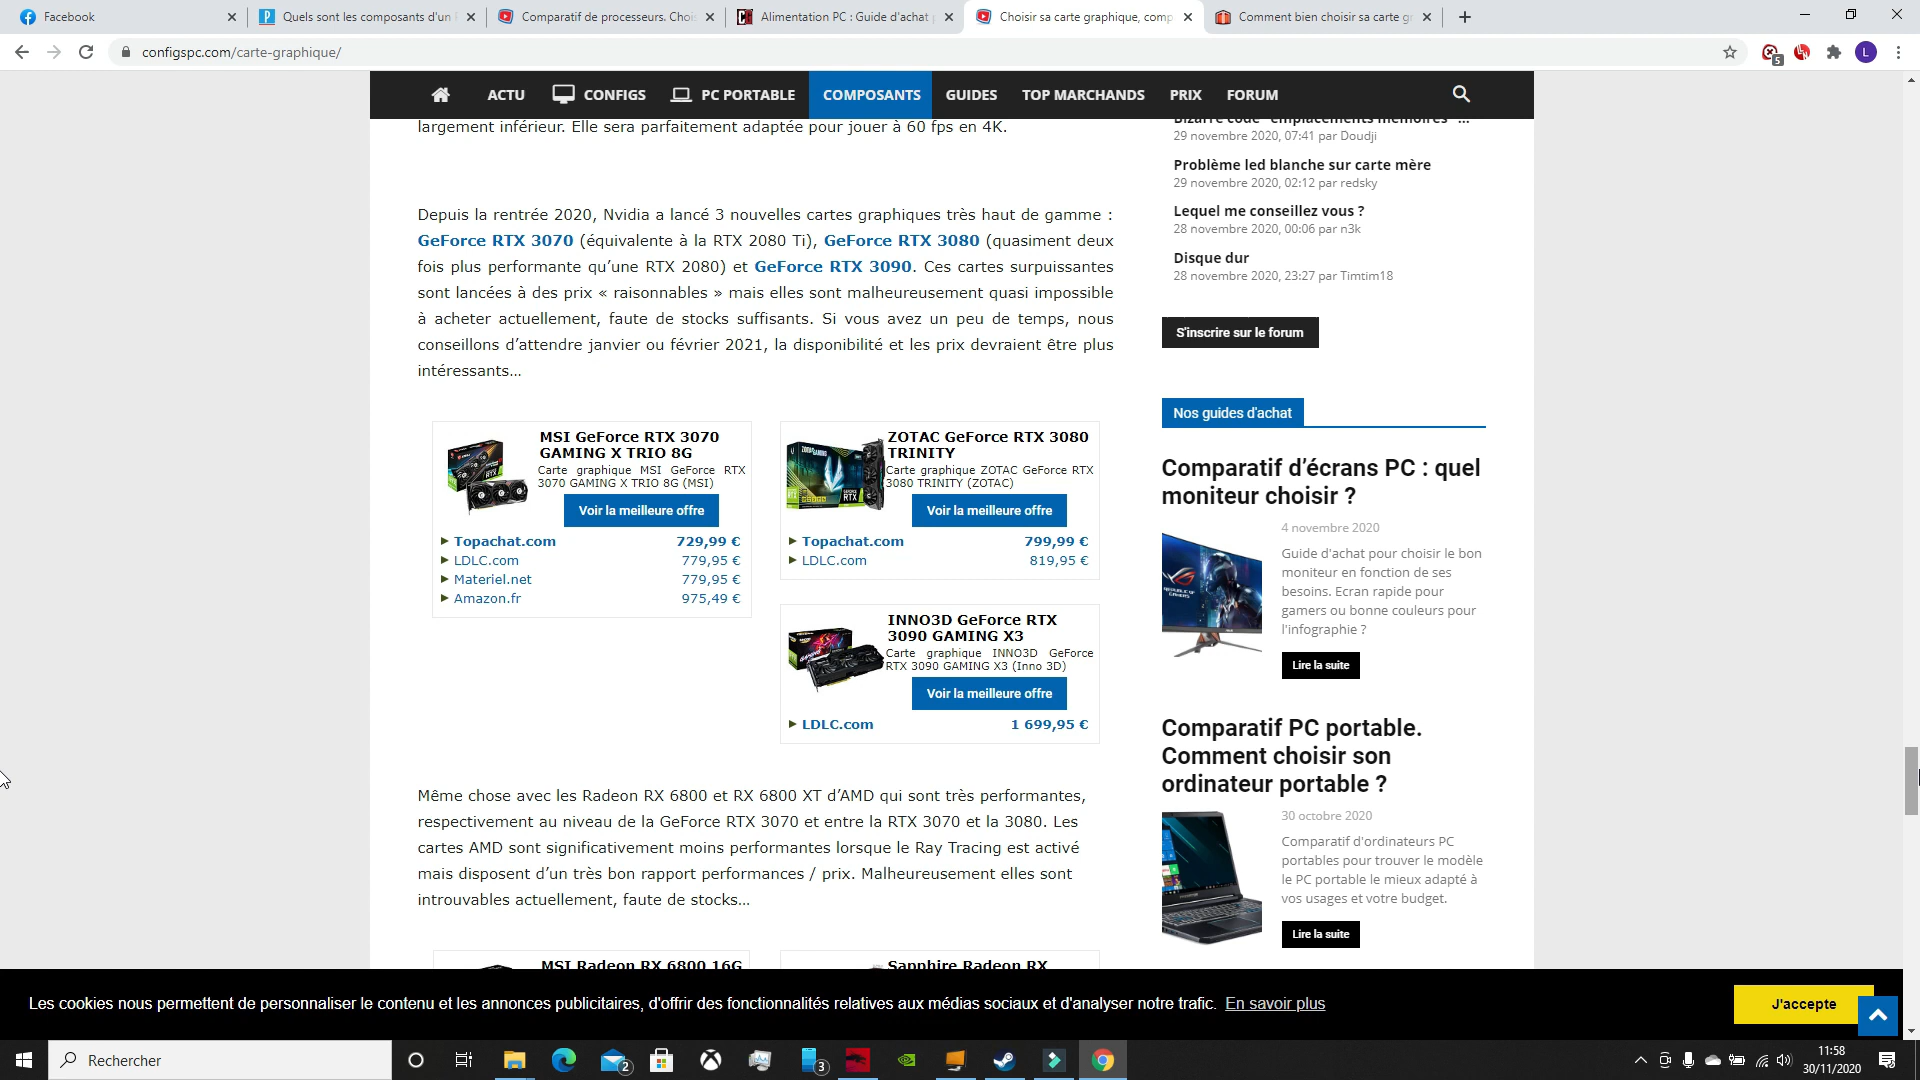 Facebook
Quels sont les composants d'un
Comparatif de processeurs. Choi
Alimentation PC : Guide d'achat
Choisir sa carte graphique, comp
Comment bien choisir sa carte g
configspc.com/carte-graphique/
5
L
ACTU
CONFIGS
PC PORTABLE
COMPOSANTS
GUIDES
TOP MARCHANDS
PRIX
FORUM
largement inférieur. Elle sera parfaitement adaptée pour jouer à 60 fps en 4K.
Depuis la rentrée 2020, Nvidia a lancé 3 nouvelles cartes graphiques très haut de gamme :
GeForce RTX 3070 (équivalente à la RTX 2080 Ti), GeForce RTX 3080 (quasiment deux
fois plus performante qu'une RTX 2080) et GeForce RTX 3090. Ces cartes surpuissantes
sont lancées à des prix « raisonnables » mais elles sont malheureusement quasi impossible
à acheter actuellement, faute de stocks suffisants. Si vous avez un peu de temps, nous
conseillons d'attendre janvier ou février 2021, la disponibilité et les prix devraient être plus
intéressants...
MSI GeForce RTX 3070
GAMING X TRIO 8G
Carte graphique MSI GeForce RTX
3070 GAMING X TRIO 8G (MSI)
Voir la meilleure offre
Topachat.com 729,99 €
LDLC.com 779,95 €
Materiel.net 779,95 €
Amazon.fr 975,49 €
ZOTAC GeForce RTX 3080
TRINITY
Carte graphique ZOTAC GeForce RTX
3080 TRINITY (ZOTAC)
Voir la meilleure offre
Topachat.com 799,99 €
LDLC.com 819,95 €
INNO3D GeForce RTX
3090 GAMING X3
Carte graphique INNO3D GeForce
RTX 3090 GAMING X3 (Inno 3D)
Voir la meilleure offre
LDLC.com 1 699,95 €
Même chose avec les Radeon RX 6800 et RX 6800 XT d'AMD qui sont très performantes,
respectivement au niveau de la GeForce RTX 3070 et entre la RTX 3070 et la 3080. Les
cartes AMD sont significativement moins performantes lorsque le Ray Tracing est activé
mais disposent d'un très bon rapport performances / prix. Malheureusement elles sont
introuvables actuellement, faute de stocks...
MSI Radeon RX 6800 16G
Sapphire Radeon RX
Bizarre code "emplacements mémoires" ...
29 novembre 2020, 07:41 par Doudji
Problème led blanche sur carte mère
29 novembre 2020, 02:12 par redsky
Lequel me conseillez vous ?
28 novembre 2020, 00:06 par n3k
Disque dur
28 novembre 2020, 23:27 par Timtim18
S'inscrire sur le forum
Nos guides d'achat
Comparatif d'écrans PC : quel
moniteur choisir ?
4 novembre 2020
Guide d'achat pour choisir le bon
moniteur en fonction de ses
besoins. Ecran rapide pour
gamers ou bonne couleurs pour
l'infographie ?
Lire la suite
Comparatif PC portable.
Comment choisir son
ordinateur portable ?
30 octobre 2020
Comparatif d'ordinateurs PC
portables pour trouver le modèle
le PC portable le mieux adapté à
vos usages et votre budget.
Lire la suite
Les cookies nous permettent de personnaliser le contenu et les annonces publicitaires, d'offrir des fonctionnalités relatives aux médias sociaux et d'analyser notre trafic. En savoir plus
J'accepte
Rechercher
2
3
11:58
30/11/2020